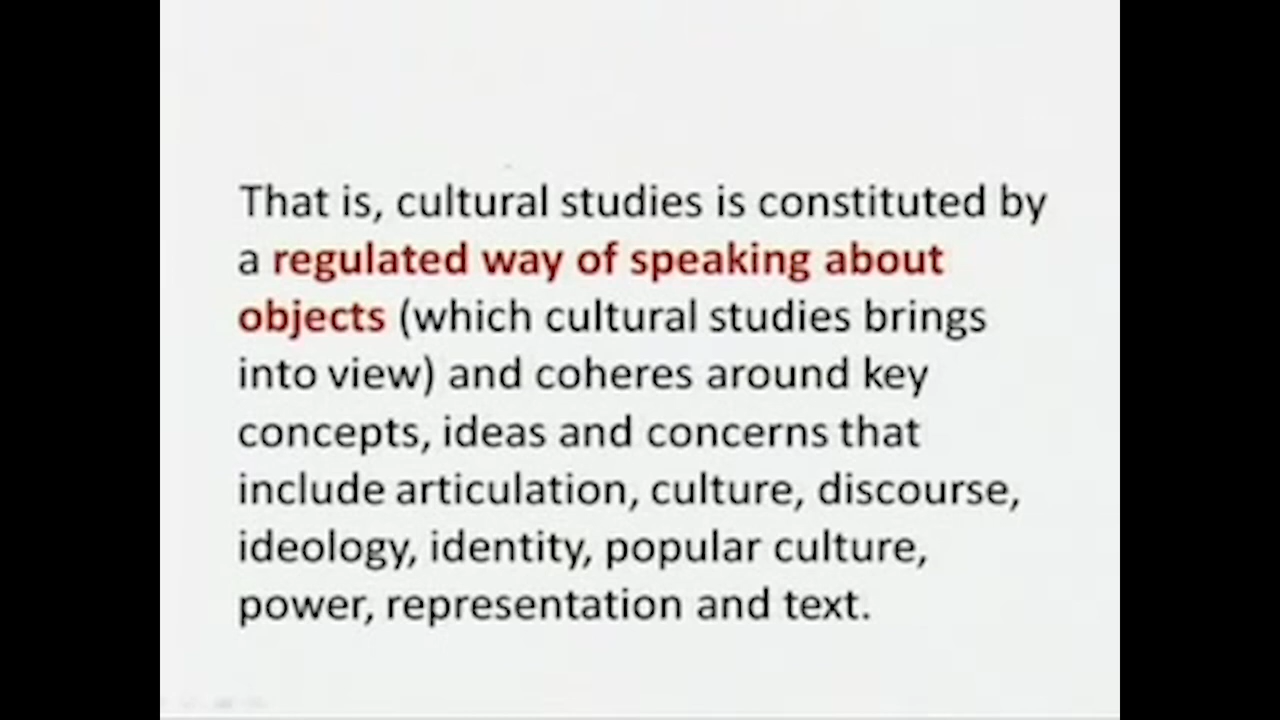 That is, cultural studies is constituted by
a regulated way of speaking about
objects (which cultural studies brings
into view) and coheres around key
concepts, ideas and concerns that
include articulation, culture, discourse,
ideology, identity, popular culture,
power, representation and text.